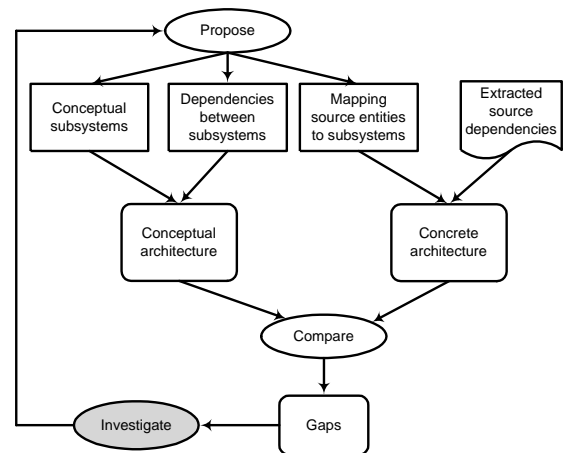 Propose
Conceptual
subsystems
Dependencies
between
subsystems
Mapping
source entities
to subsystems
Extracted
source
dependencies
Conceptual
architecture
Concrete
architecture
Compare
Investigate
Gaps